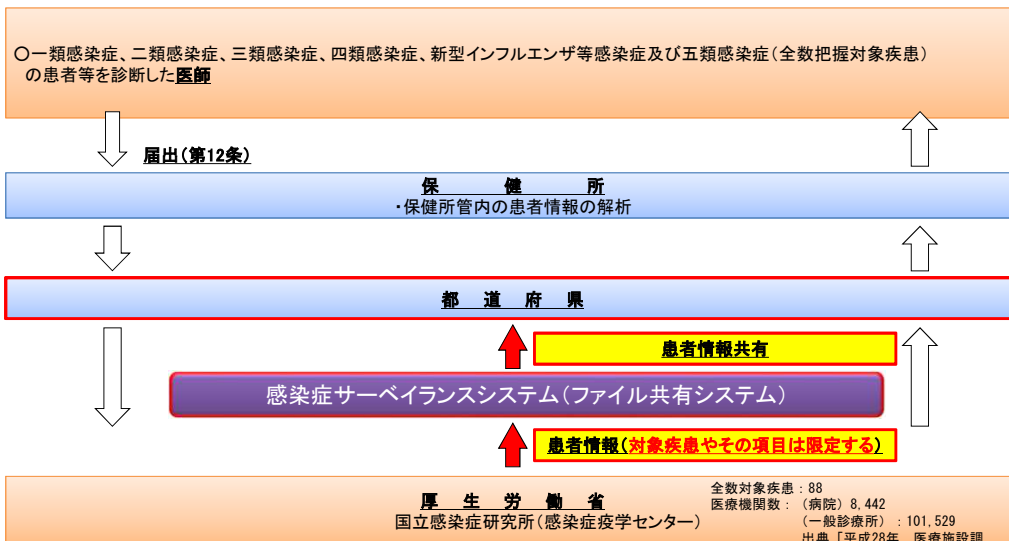 ○一類感染症、二類感染症、三類感染症、四類感染症、新型インフルエンザ等感染症及び五類感染症(全数把握対象疾患)
の患者等を診断した医師
届出(第12条)
保健所
・保健所管内の患者情報の解析
都道府県
患者情報共有
感染症サーベイランスシステム(ファイル共有システム)
患者情報(対象疾患やその項目は限定する)
厚生労働省
国立感染症研究所(感染症疫学センター)
全数対象疾患:88
医療機関数: (病院) 8,442
(一般診療所) :101,529
出典「平成28年 医療施設調